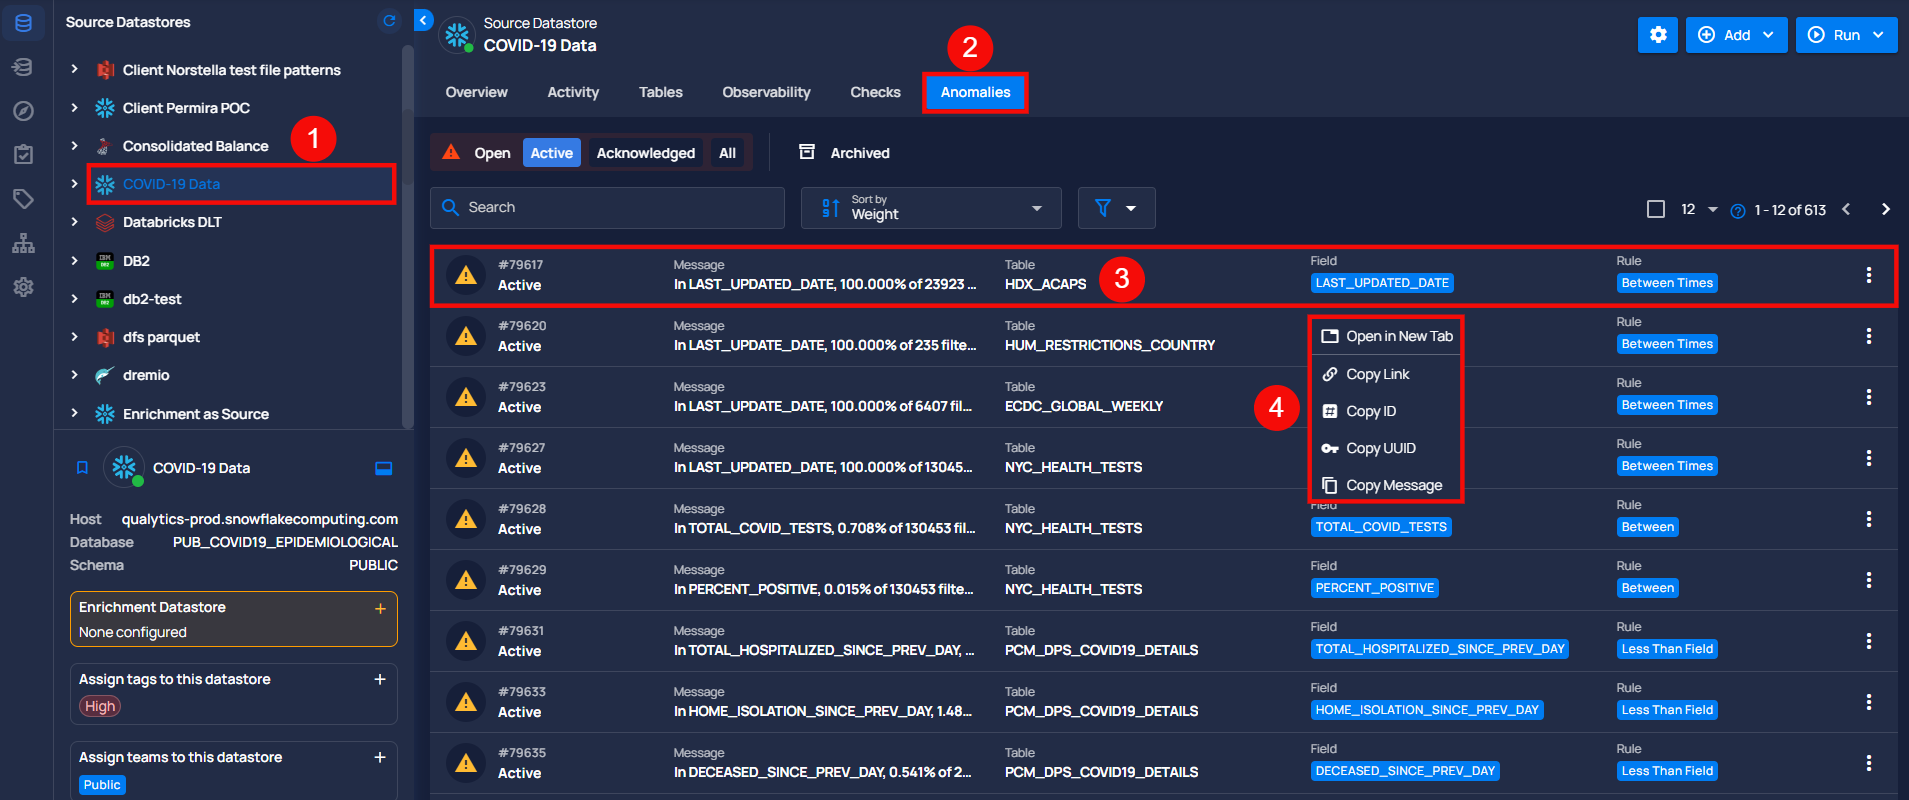 Source Datastores
Client Norstella test file patterns
Client Permira POC
Consolidated Balance
1
COVID-19 Data
Databricks DLT
DB2
db2-test
dfs parquet
dremio
Enrichment as Source
COVID-19 Data
Host qualytics-prod.snowflakecomputing.com
Database PUB_COVID19_EPIDEMIOLOGICAL
Schema PUBLIC
Enrichment Datastore +
None configured
Assign tags to this datastore +
High
Assign teams to this datastore +
Public
Source Datastore
COVID-19 Data
2
Add
Run
Overview Activity Tables Observability Checks Anomalies
Open Active Acknowledged All Archived
Search
Sort by
Weight
12 1 - 12 of 613
#79617 Message Table Field Rule
Active In LAST_UPDATED_DATE, 100.000% of 23923 ... HDX_ACAPS 3 LAST_UPDATED_DATE Between Times
#79620 Message Table Rule
Active In LAST_UPDATE_DATE, 100.000% of 235 filte... HUM_RESTRICTIONS_COUNTRY Between Times
#79623 Message Table Rule
Active In LAST_UPDATE_DATE, 100.000% of 6407 fil... ECDC_GLOBAL_WEEKLY Between Times
#79627 Message Table Rule
Active In LAST_UPDATED_DATE, 100.000% of 13045... NYC_HEALTH_TESTS Between Times
4
Open in New Tab
Copy Link
Copy ID
Copy UUID
Copy Message
#79628 Message Table Field Rule
Active In TOTAL_COVID_TESTS, 0.708% of 130453 fil... NYC_HEALTH_TESTS TOTAL_COVID_TESTS Between
#79629 Message Table Field Rule
Active In PERCENT_POSITIVE, 0.015% of 130453 filte... NYC_HEALTH_TESTS PERCENT_POSITIVE Between
#79631 Message Table Field Rule
Active In TOTAL_HOSPITALIZED_SINCE_PREV_DAY, ... PCM_DPS_COVID19_DETAILS TOTAL_HOSPITALIZED_SINCE_PREV_DAY Less Than Field
#79633 Message Table Field Rule
Active In HOME_ISOLATION_SINCE_PREV_DAY, 1.48... PCM_DPS_COVID19_DETAILS HOME_ISOLATION_SINCE_PREV_DAY Less Than Field
#79635 Message Table Field Rule
Active In DECEASED_SINCE_PREV_DAY, 0.541% of 2... PCM_DPS_COVID19_DETAILS DECEASED_SINCE_PREV_DAY Less Than Field